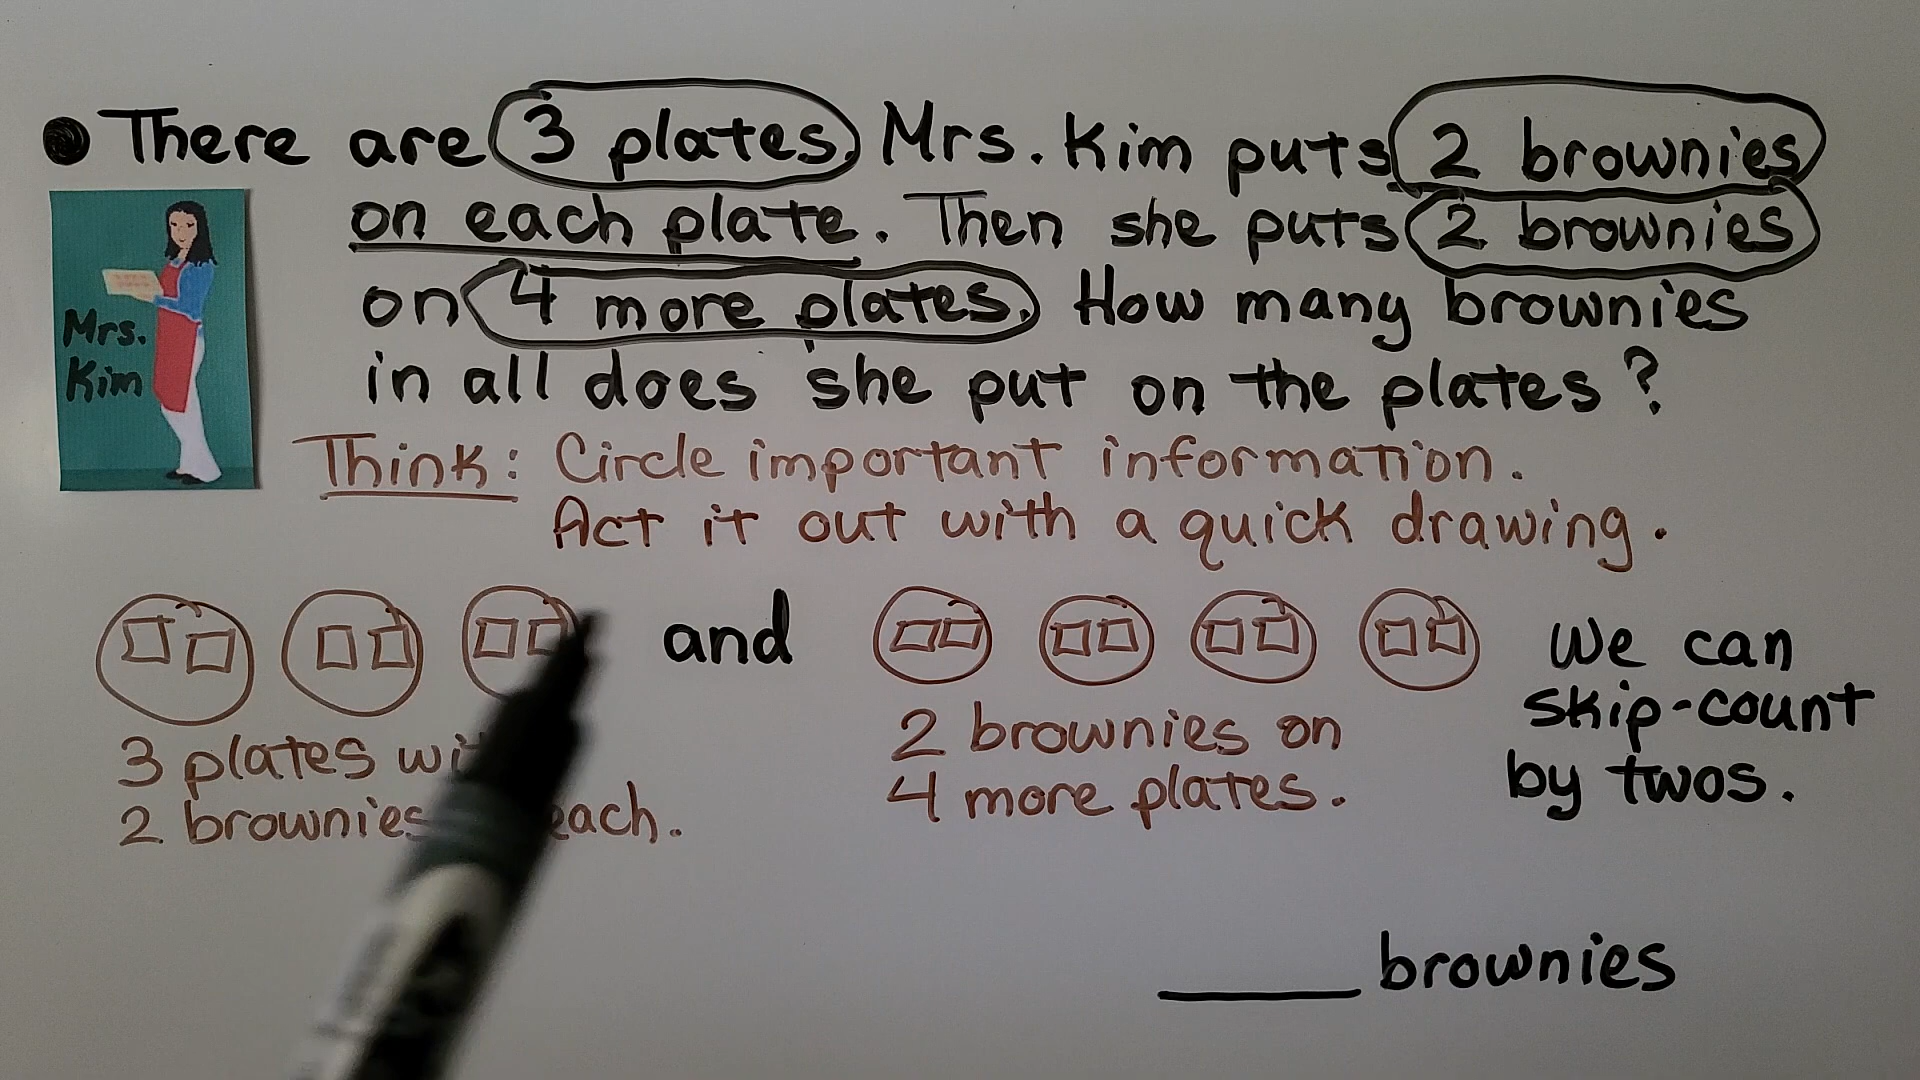 There are 3 plates. Mrs. Kim puts 2 brownies
on each plate. Then she puts 2 brownies
on 4 more plates. How many brownies
in all does she put on the plates?
Mrs.
Kim
Think: Circle important information.
Act it out with a quick drawing.
and
3 plates
2 brownies each.
2 brownies on
4 more plates.
We can
skip-count
by twos.
____ brownies